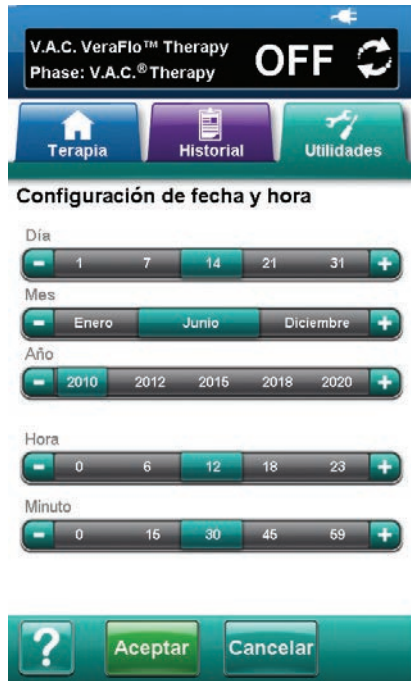 V.A.C. VeraFlo™ Therapy
Phase: V.A.C.® Therapy
OFF
Terapia Historial Utilidades
Configuración de fecha y hora
Día
- 1 7 14 21 31 +
Mes
- Enero Junio Diciembre +
Año
- 2010 2012 2015 2018 2020 +
Hora
- 0 6 12 18 23 +
Minuto
- 0 15 30 45 59 +
? Aceptar Cancelar